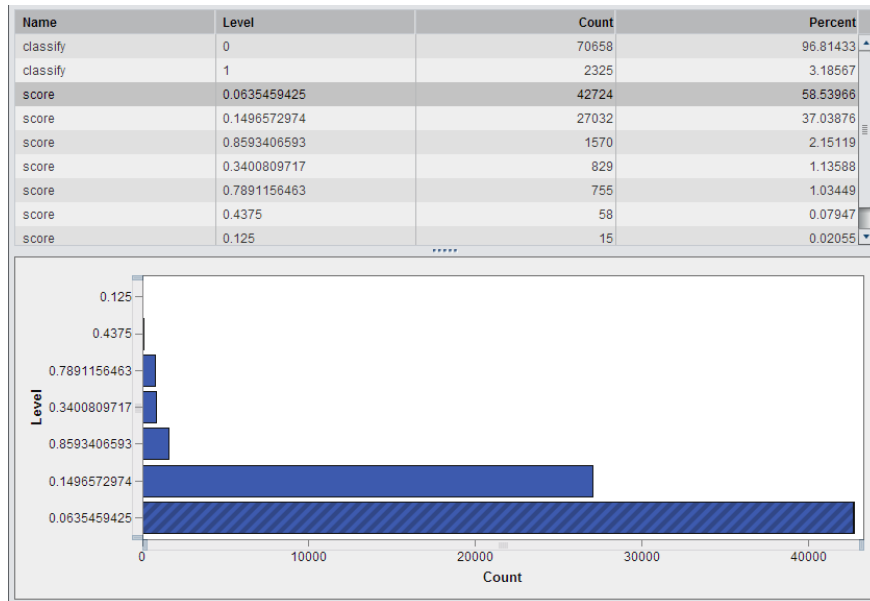 Name Level Count Percent
classify 0 70658 96.81433
classify 1 2325 3.18567
score 0.0635459425 42724 58.53966
score 0.1496572974 27032 37.03876
score 0.8593406593 1570 2.15119
score 0.3400809717 829 1.13588
score 0.7891156463 755 1.03449
score 0.4375 58 0.07947
score 0.125 15 0.02055
0.125
0.4375
0.7891156463
0.3400809717
0.8593406593
0.1496572974
0.0635459425
Level
0 10000 20000 30000 40000
Count